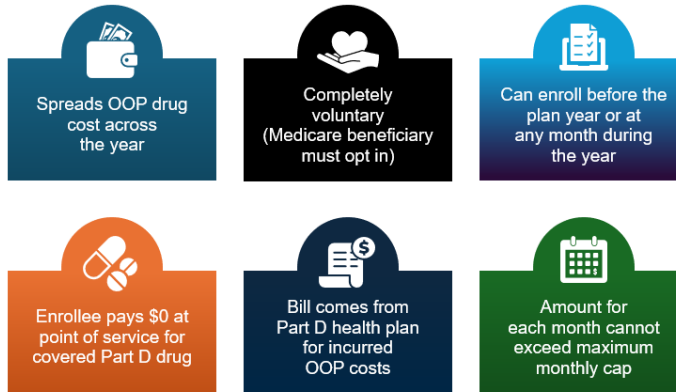 Spreads OOP drug
cost across
the year
Completely
voluntary
(Medicare beneficiary
must opt in)
Can enroll before the
plan year or at
any month during
the year
$
Enrollee pays $0 at
point of service for
covered Part D drug
Bill comes from
Part D health plan
for incurred
OOP costs
Amount for
each month cannot
exceed maximum
monthly cap